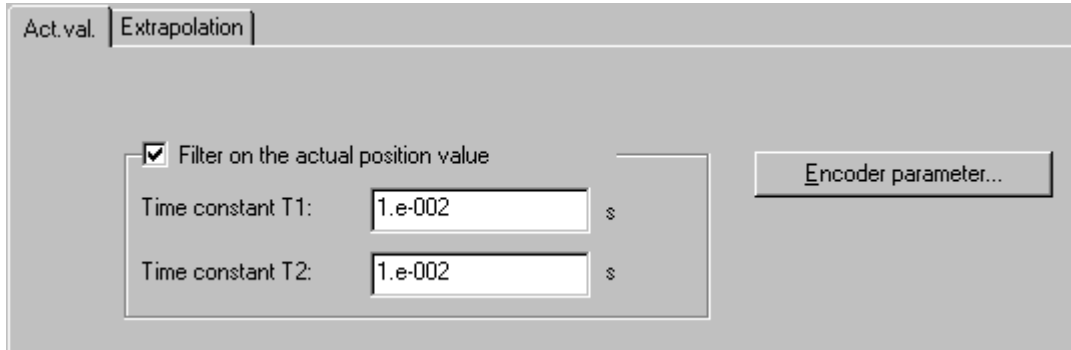 Act.val. Extrapolation
Filter on the actual position value
Encoder parameter...
Time constant T1: 1.e-002 s
Time constant T2: 1.e-002 s